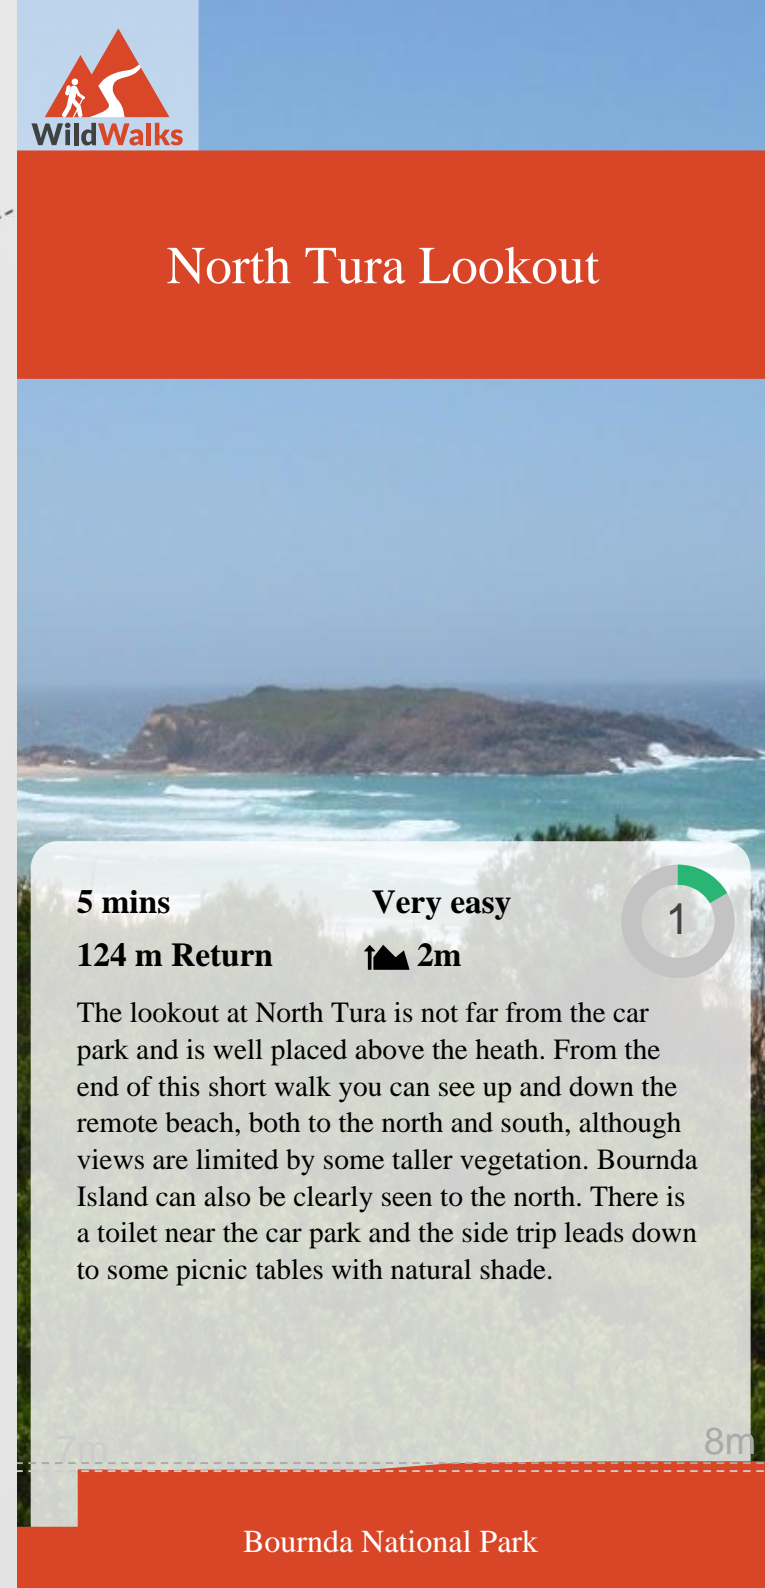 WildWalks
North Tura Lookout
5 mins
Very easy
1
124 m Return
2m
The lookout at North Tura is not far from the car
park and is well placed above the heath. From the
end of this short walk you can see up and down the
remote beach, both to the north and south, although
views are limited by some taller vegetation. Bournda
Island can also be clearly seen to the north. There is
a toilet near the car park and the side trip leads down
to some picnic tables with natural shade.
7m
8m
Bournda National Park